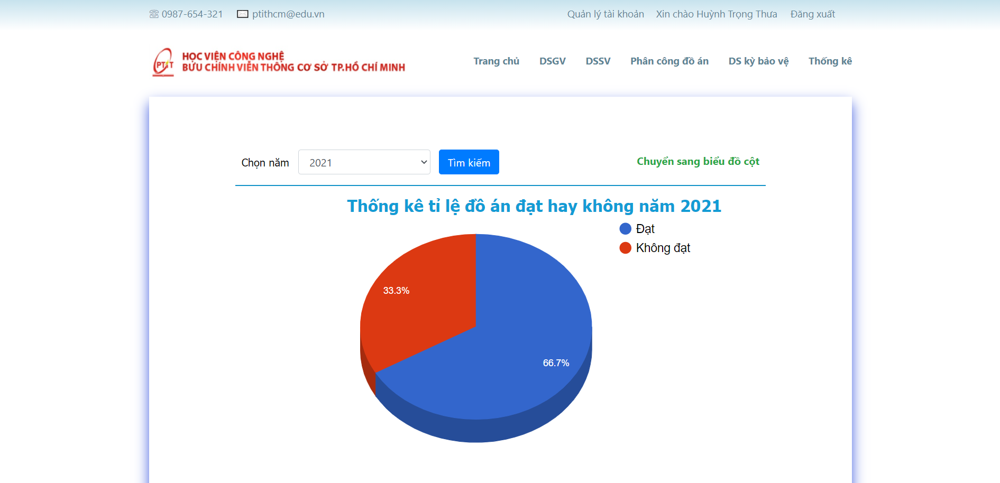 0987-654-321 ptithcm@edu.vn Quản lý tài khoản Xin chào Huỳnh Trọng Thưa Đăng xuất
PTIT HỌC VIỆN CÔNG NGHỆ
BƯU CHÍNH VIỄN THÔNG CƠ SỞ TP.HỒ CHÍ MINH
Trang chủ DSGV DSSV Phân công đồ án DS kỳ bảo vệ Thống kê
Chọn năm 2021 Tìm kiếm Chuyển sang biểu đồ cột
Thống kê tỉ lệ đồ án đạt hay không năm 2021
Đạt
Không đạt
33.3%
66.7%